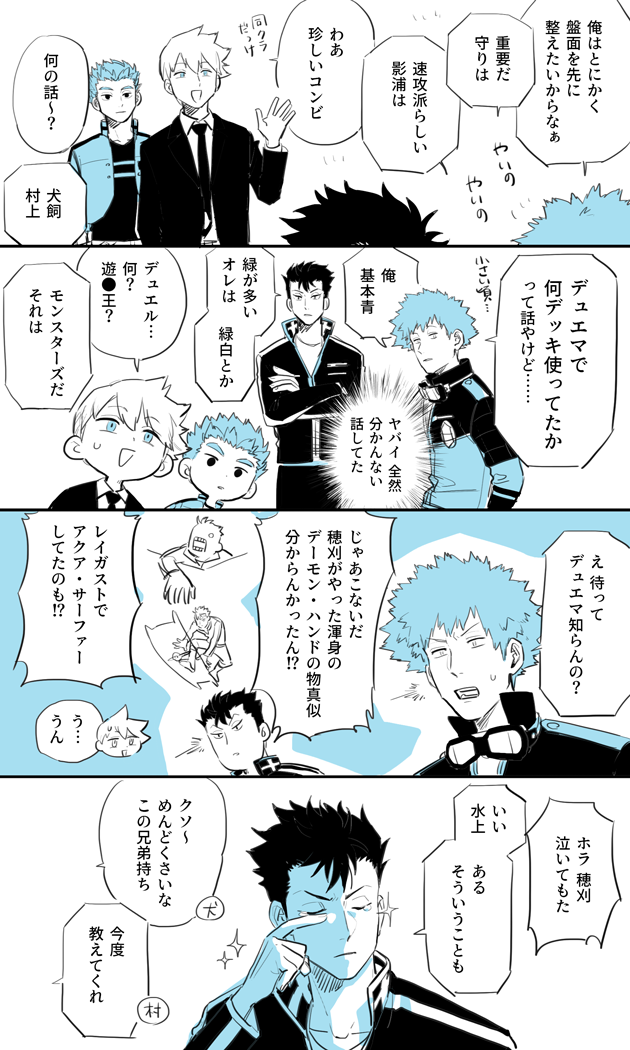 俺はとにかく
盤面を先に
整えたいからなぁ
重要だ
守りは
速攻派らしい
影浦は
やいの
やいの
わあ
珍しいコンビ
同クラ
だっけ
何の話〜?
犬飼
村上
デュエマで
何デッキ使ってたか
って話やけど……
小さい頃…
俺
基本青
緑が多い
オレは
緑白とか
ヤバイ 全然
分かんない
話してた
デュエル…
何?
遊●王?
モンスターズだ
それは
え 待って
デュエマ知らんの?
じゃあこないだ
穂刈がやった渾身の
デーモン・ハンドの物真似
分からんかったん!?
レイガストで
アクア・サーファー
してたのも!?
う…
うん
ホラ 穂刈
泣いてもた
いい
水上
ある
そういうことも
クソ〜
めんどくさいな
この兄弟持ち
犬
今度
教えてくれ
村